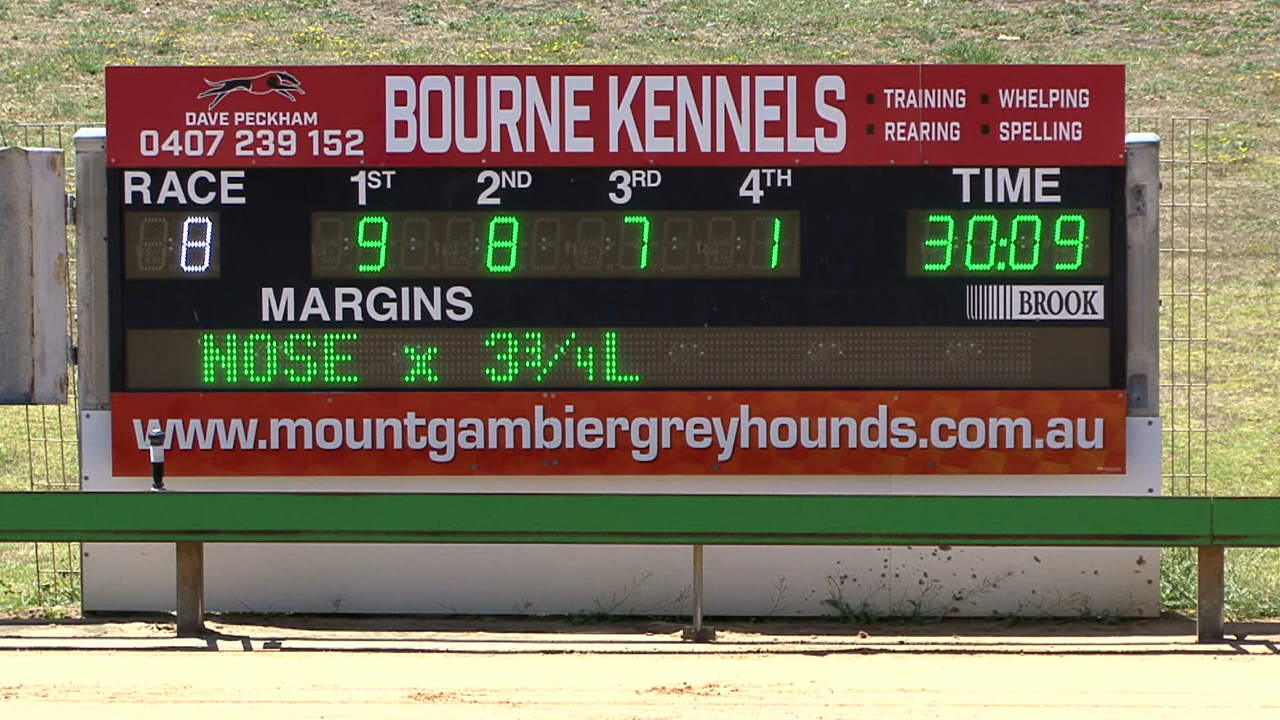 DAVE PECKHAM
0407 239 152
BOURNE KENNELS
TRAINING WHELPING
REARING SPELLING
RACE 1ST 2ND 3RD 4TH TIME
8 9 8 7 1 30:09
MARGINS
BROOK
NOSE x 3¾L
www.mountgambiergreyhounds.com.au